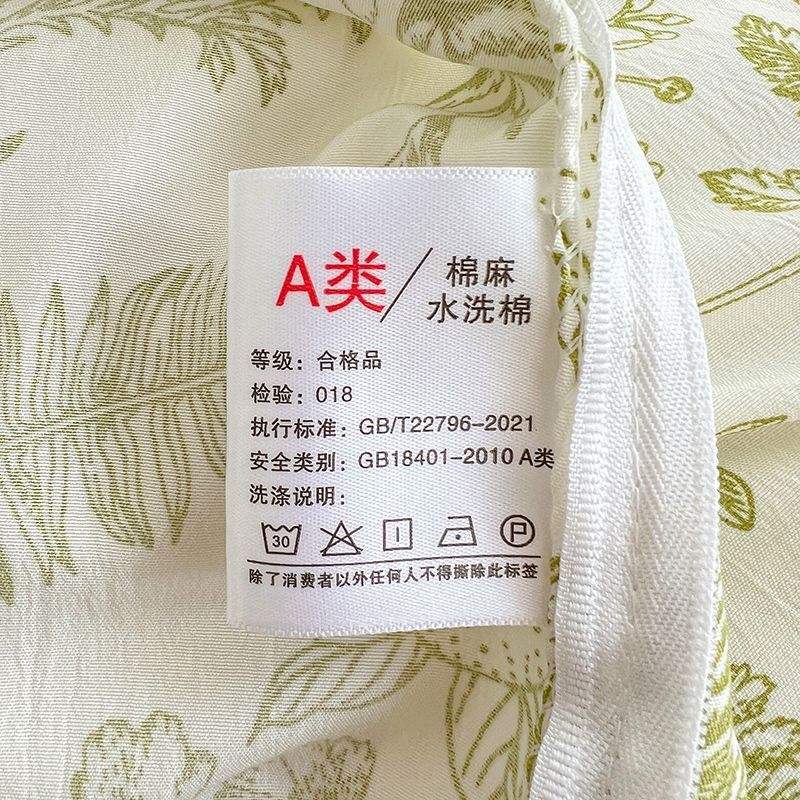 A类/棉麻
水洗棉
等级：合格品
检验：018
执行标准：GB/T22796-2021
安全类别：GB18401-2010 A类
洗涤说明：
30
P
除了消费者以外任何人不得撕除此标签